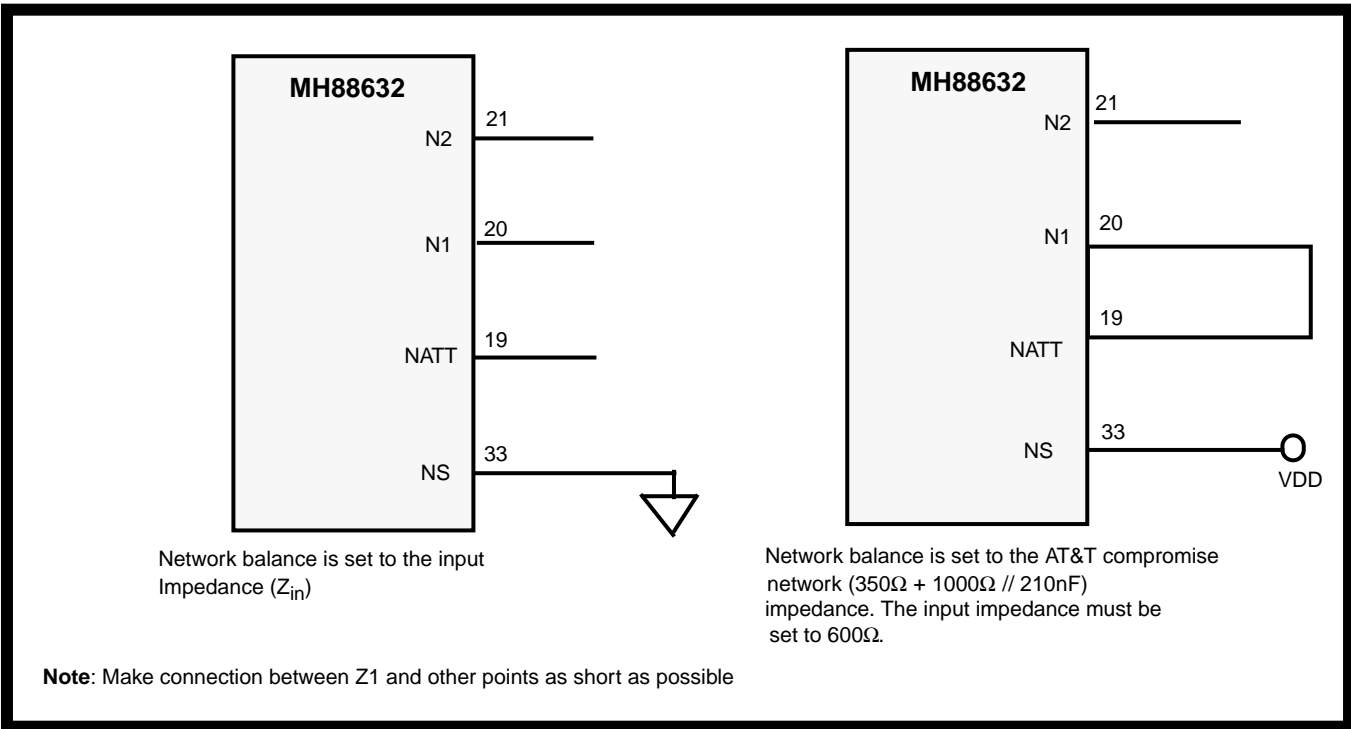 MH88632
N2
21
N1
20
NATT
19
NS
33
Network balance is set to the input
Impedance (Zin)
MH88632
N2
21
N1
20
NATT
19
NS
33
VDD
Network balance is set to the AT&T compromise
network (350Ω + 1000Ω // 210nF)
impedance. The input impedance must be
set to 600Ω.
Note: Make connection between Z1 and other points as short as possible